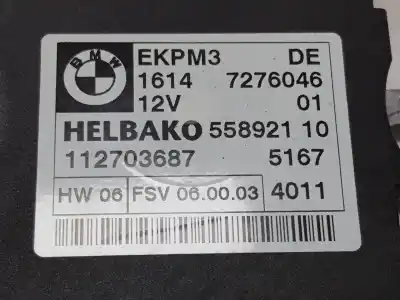 BMW
EKPM3 DE
1614 7276046
12V 01
HELBAKO 558921 10
112703687 5167
HW 06 FSV 06.00.03 4011